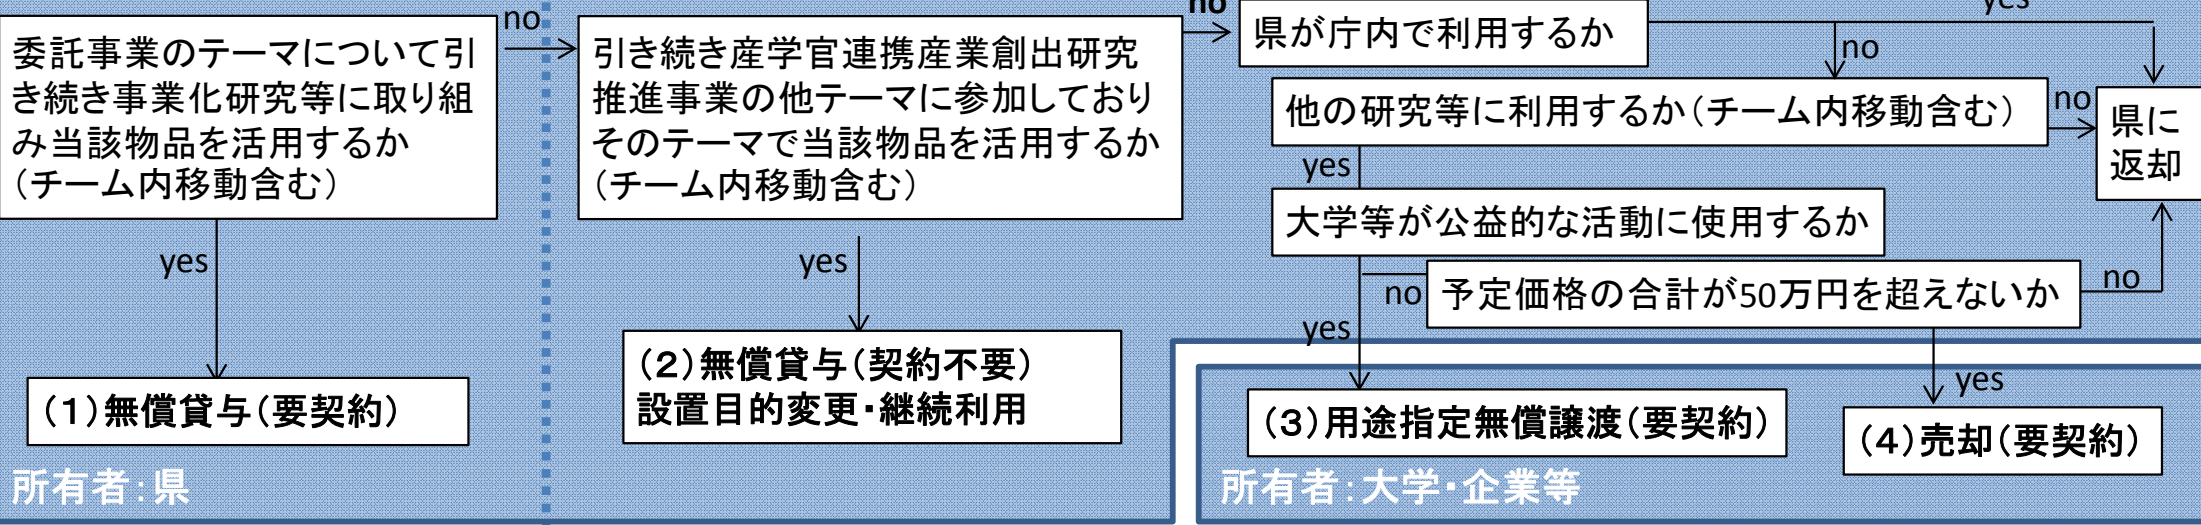 委託事業のテーマについて引
き続き事業化研究等に取り組
み当該物品を活用するか
（チーム内移動含む）
no
yes
（1）無償貸与（要契約）
引き続き産学官連携産業創出研究
推進事業の他テーマに参加しており
そのテーマで当該物品を活用するか
（チーム内移動含む）
no
yes
（2）無償貸与（契約不要）
設置目的変更・継続利用
県が庁内で利用するか
yes
no
他の研究等に利用するか（チーム内移動含む）
no
県に
返却
yes
大学等が公益的な活動に使用するか
no
予定価格の合計が50万円を超えないか
no
yes
yes
（3）用途指定無償譲渡（要契約）
（4）売却（要契約）
所有者：県
所有者：大学・企業等